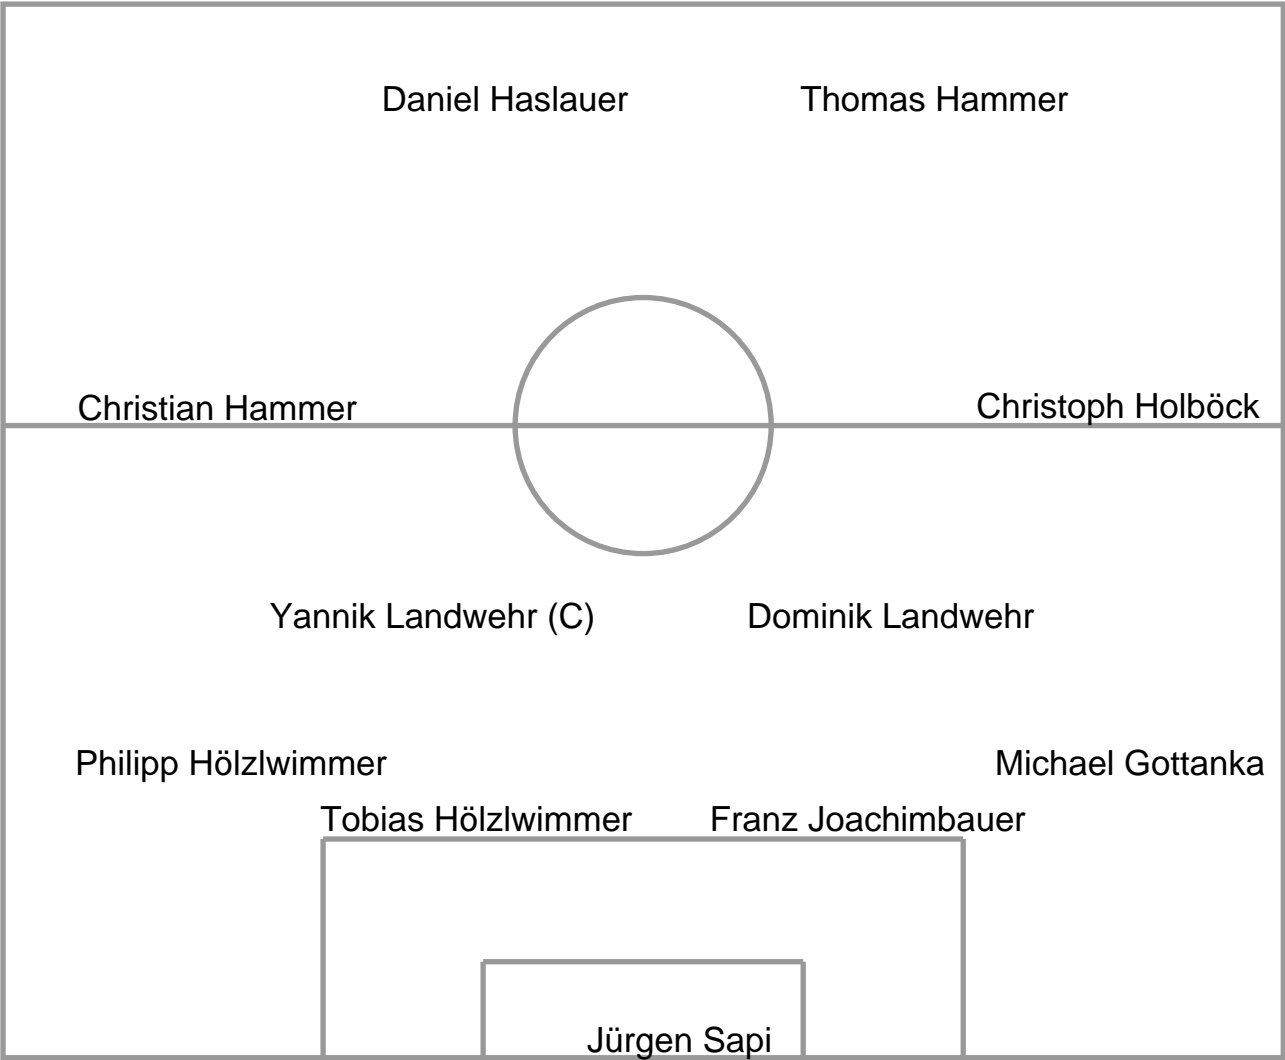 Daniel Haslauer
Thomas Hammer
Christian Hammer
Christoph Holböck
Yannik Landwehr (C)
Dominik Landwehr
Philipp Hölzlwimmer
Michael Gottanka
Tobias Hölzlwimmer
Franz Joachimbauer
Jürgen Sapi